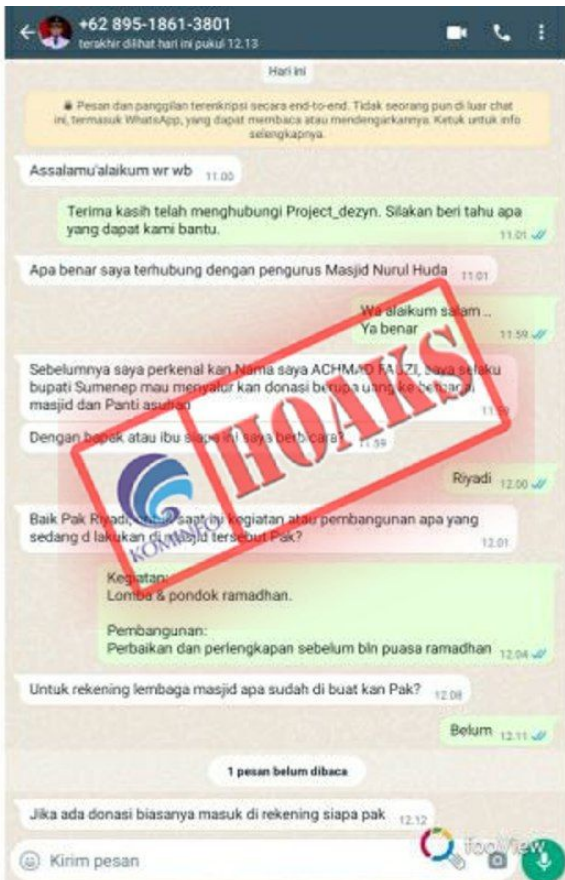 +62 895-1861-3801
terakhir dilihat hari ini pukul 12.13
Hari ini
Pesan dan panggilan terenkripsi secara end-to-end. Tidak seorang pun di luar chat
ini, termasuk WhatsApp, yang dapat membaca atau mendengarkannya. Ketuk untuk info
selengkapnya.
Assalamu'alaikum wr wb 11.00
Terima kasih telah menghubungi Project_dezyn. Silakan beri tahu apa
yang dapat kami bantu. 11.01
Apa benar saya terhubung dengan pengurus Masjid Nurul Huda 11.01
Wa alaikum salam ..
Ya benar 11.59
Sebelumnya saya perkenal kan Nama saya ACHMAD FAUZI, saya selaku
bupati Sumenep mau menyalur kan donasi berupa uang ke berbagai
masjid dan Panti asuhan 11.59
Dengan bapak atau ibu siapa ini saya berbicara? 11.59
HOAKS
KOMINFO
Riyadi 12.00
Baik Pak Riyadi, untuk saat ini kegiatan atau pembangunan apa yang
sedang d lakukan di masjid tersebut Pak? 12.01
Kegiatan:
Lomba & pondok ramadhan.
Pembangunan:
Perbaikan dan perlengkapan sebelum bln puasa ramadhan 12.04
Untuk rekening lembaga masjid apa sudah di buat kan Pak? 12.08
Belum 12.11
1 pesan belum dibaca
Jika ada donasi biasanya masuk di rekening siapa pak 12.12
fooView
Kirim pesan